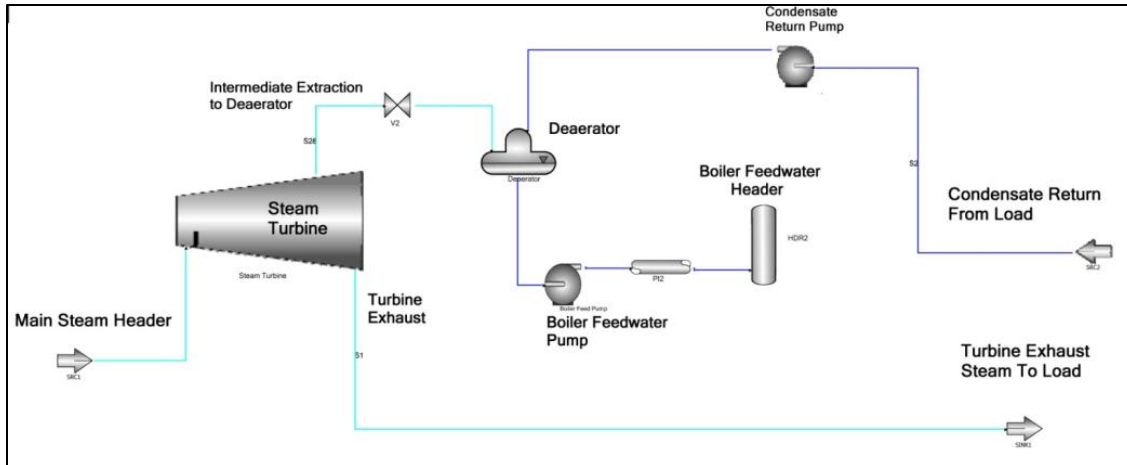 Condensate
Return Pump
Intermediate Extraction
to Deaerator
V2
S26
Deaerator
Deaerator
Boiler Feedwater
Header
HDR2
S2
Condensate Return
From Load
SRC2
Steam
Turbine
Steam Turbine
Turbine
Exhaust
PI2
Boiler Feed Pump
Boiler Feedwater
Pump
Main Steam Header
SRC1
S1
Turbine Exhaust
Steam To Load
SINK1